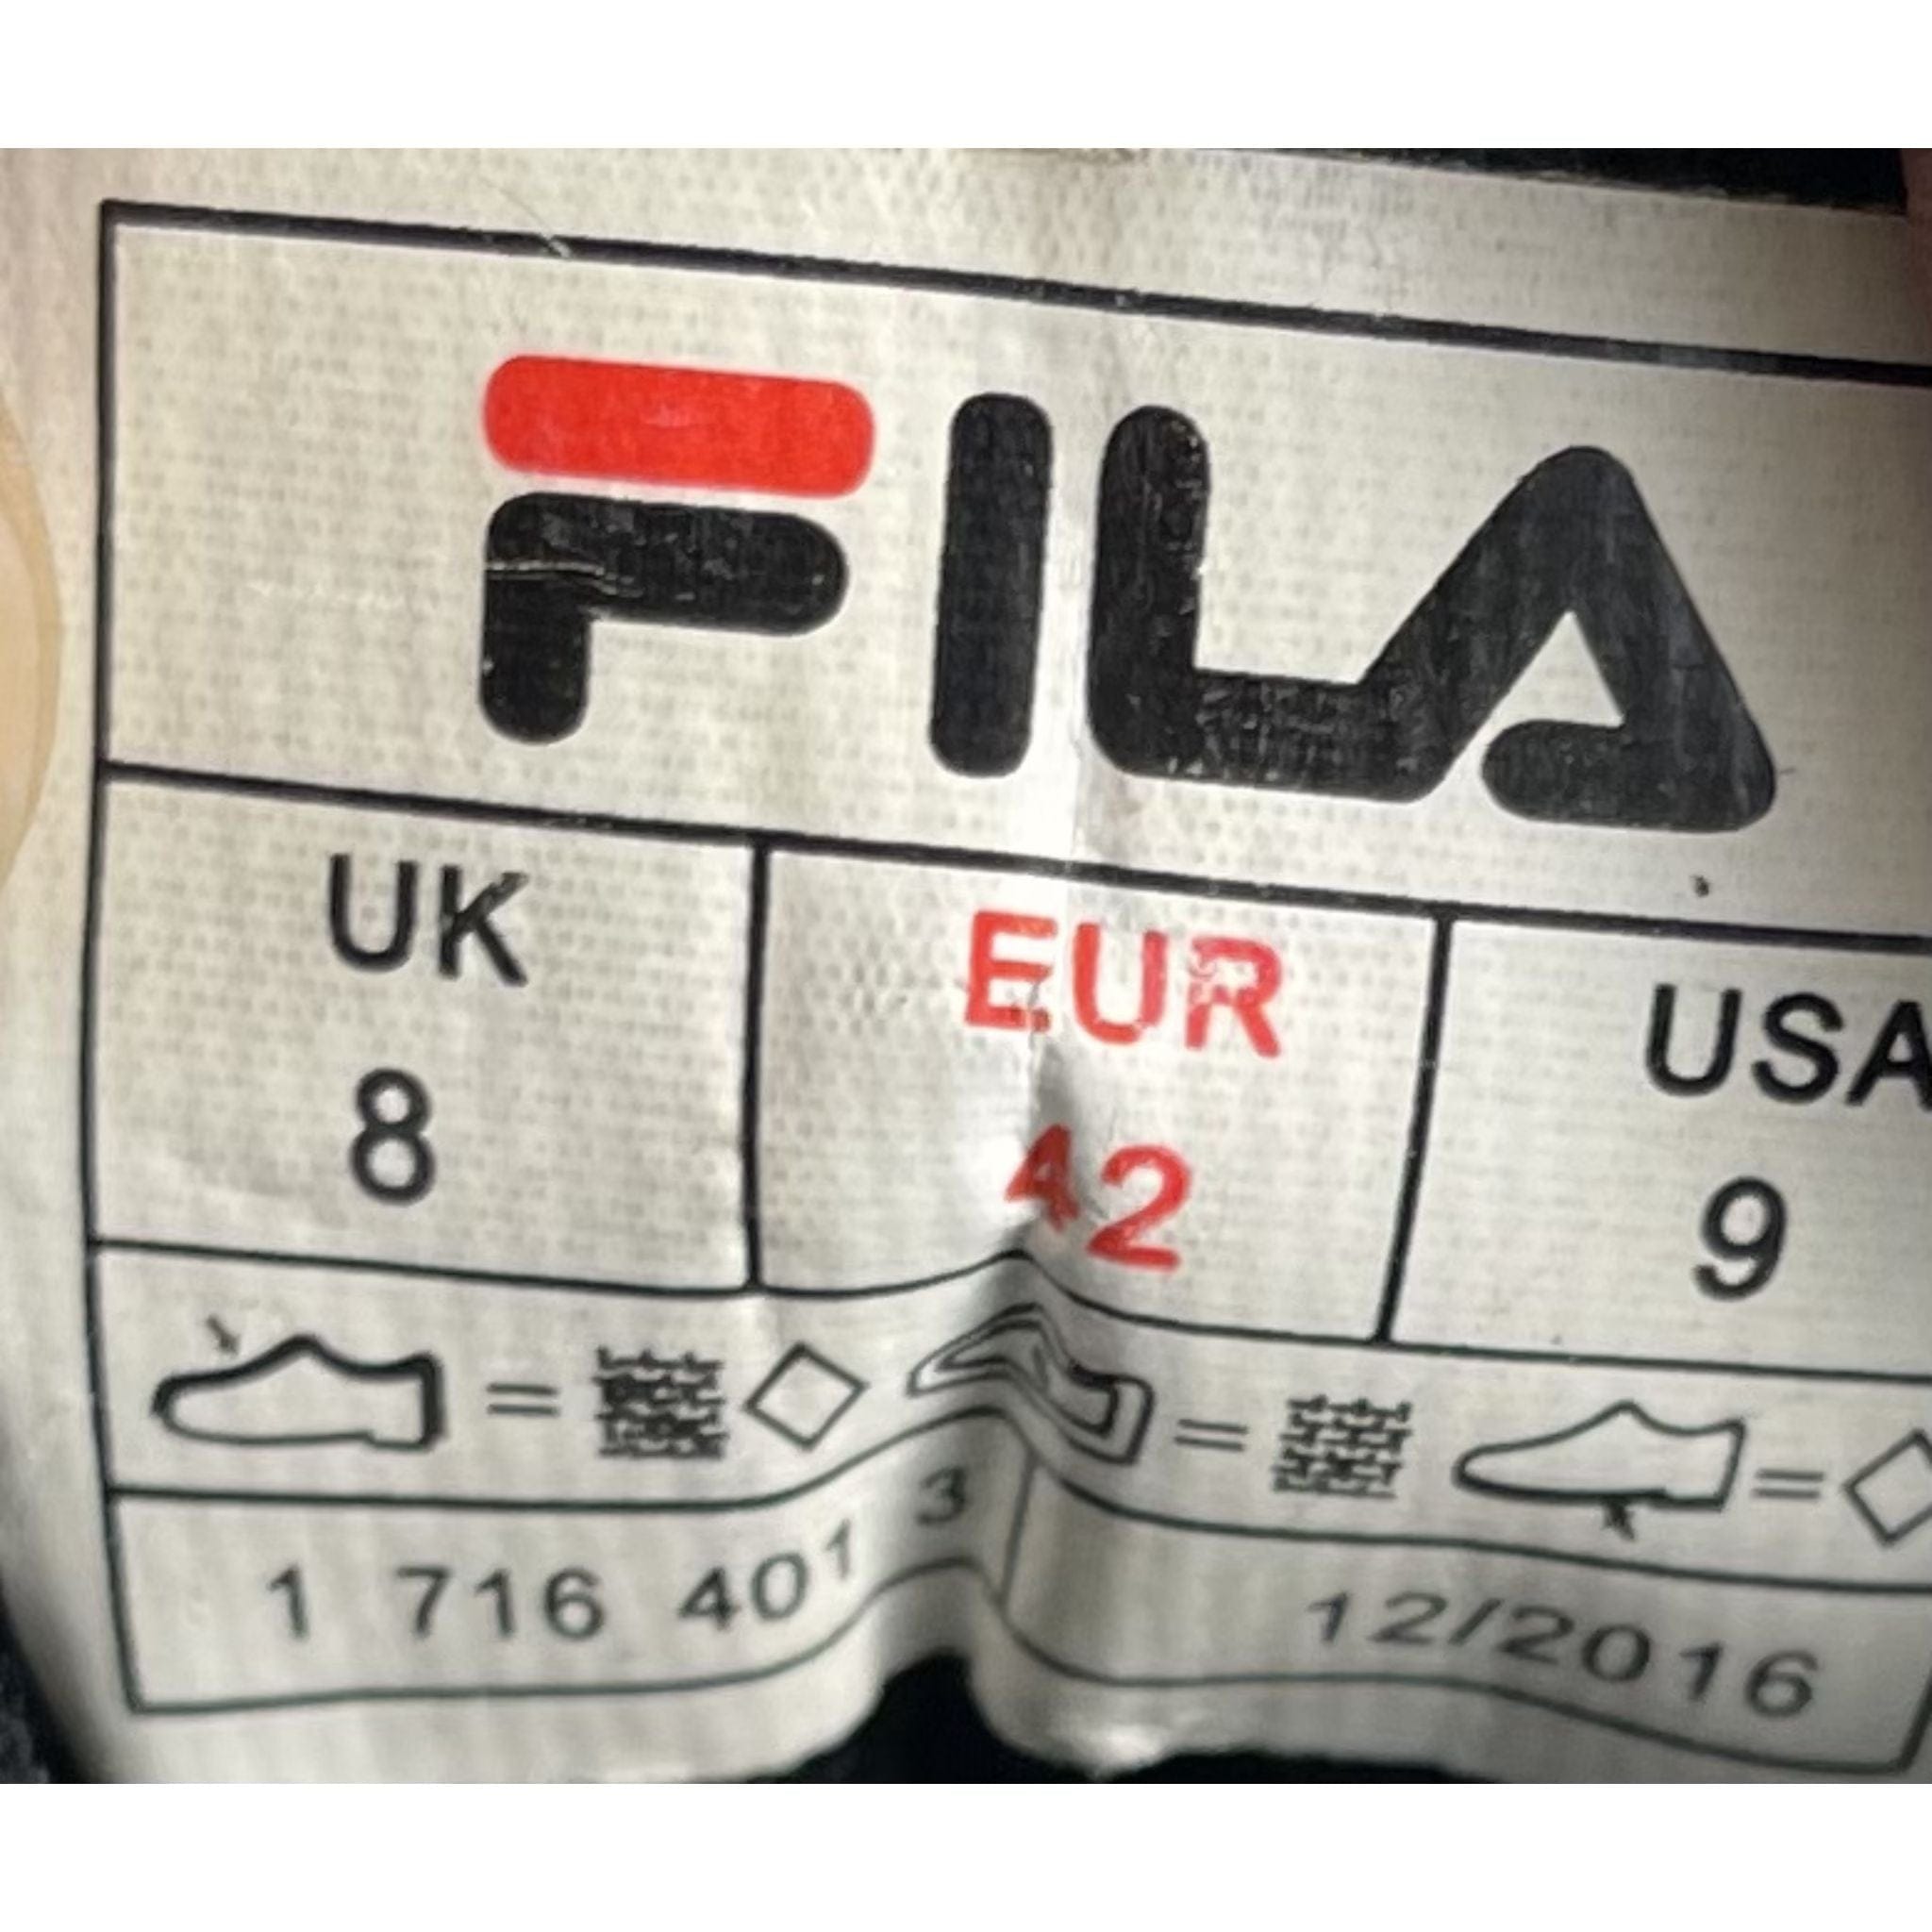 FILA
UK EUR USA
8 42 9
= = =
1 716 401 3 12/2016